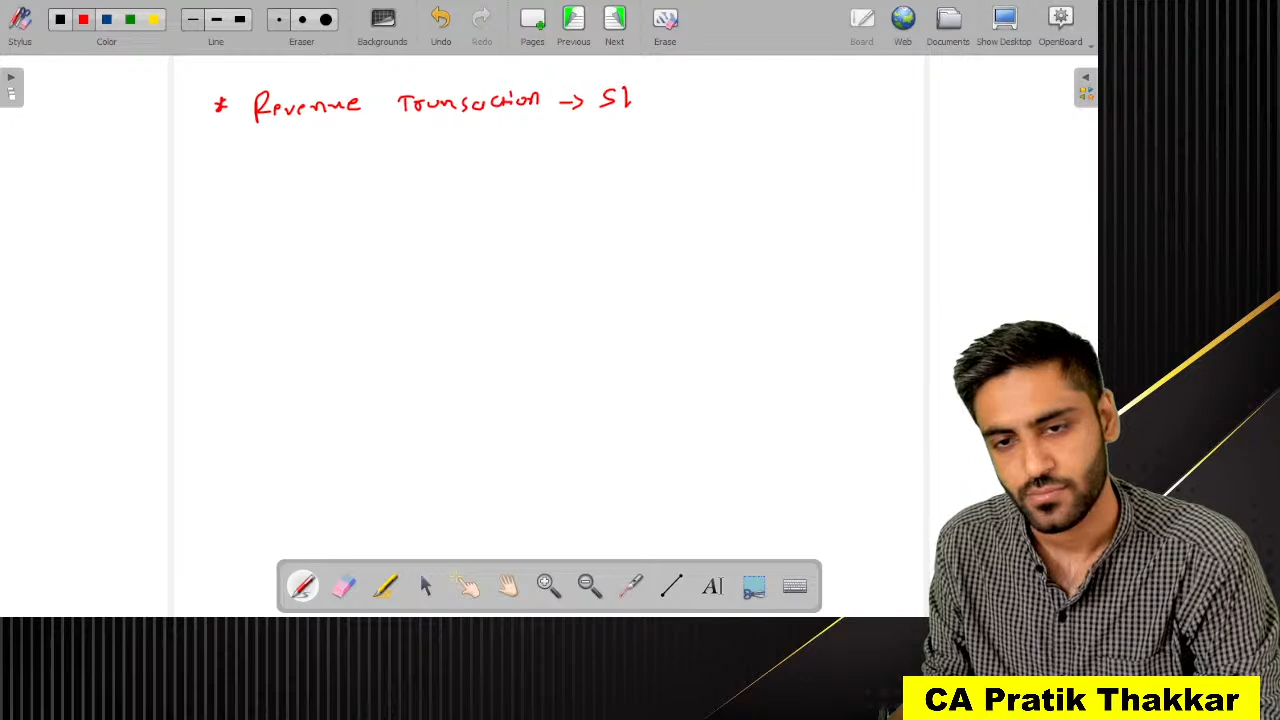 Stylus
Color
Line
Eraser
Backgrounds
Undo
Redo
Pages
Previous
Next
Erase
Board
Web
Documents
Show Desktop
OpenBoard
* Revenue Transaction → Sl
CA Pratik Thakkar